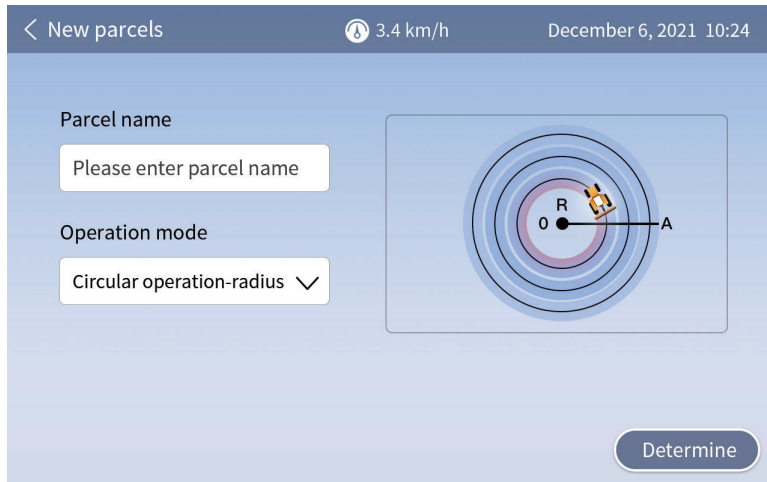 New parcels
3.4 km/h
December 6, 2021 10:24
Parcel name
Please enter parcel name
Operation mode
Circular operation-radius
R
0
A
Determine